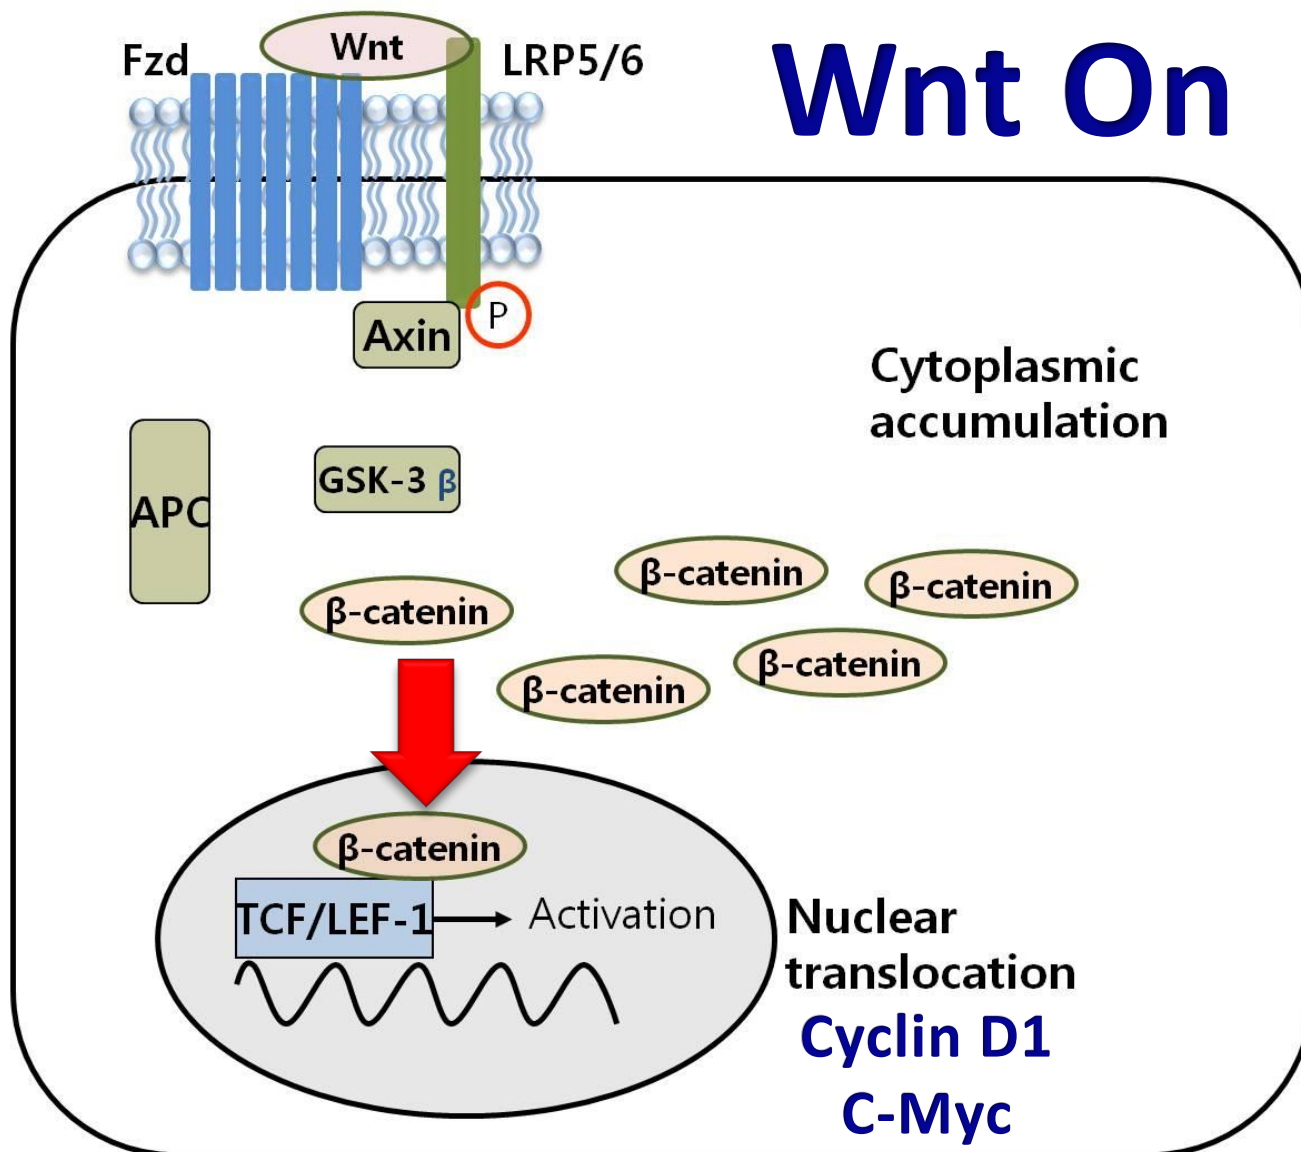 Wnt On
Fzd
Wnt
LRP5/6
Axin
P
Cytoplasmic
accumulation
APC
GSK-3 β
β-catenin
β-catenin
β-catenin
β-catenin
β-catenin
β-catenin
TCF/LEF-1
Activation
Nuclear
translocation
Cyclin D1
C-Myc